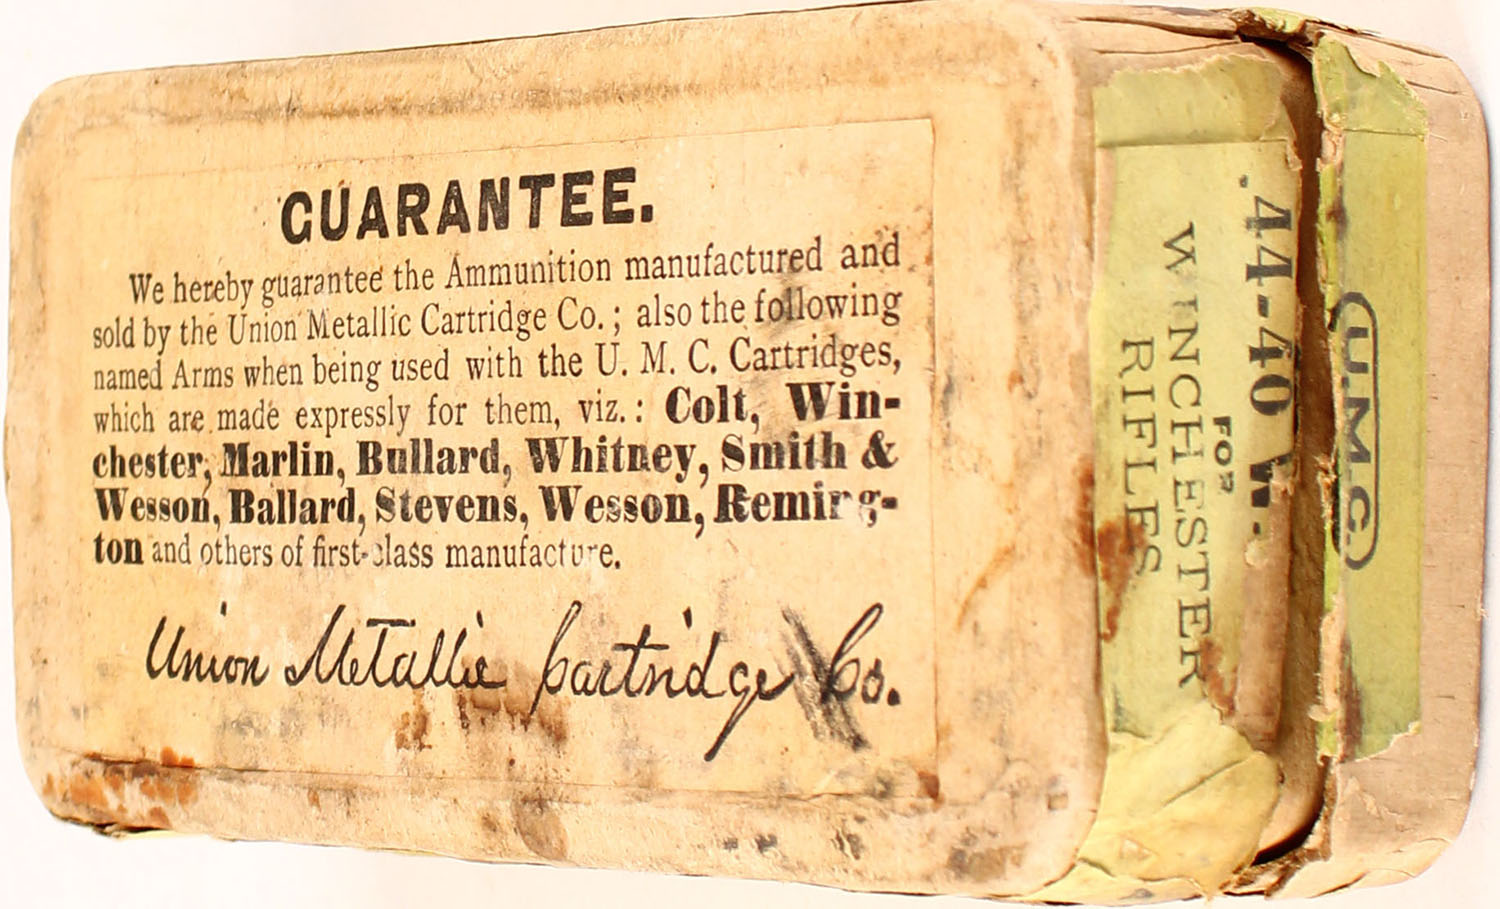 GUARANTEE.
We hereby guarantee the Ammunition manufactured and
sold by the Union Metallic Cartridge Co.; also the following
named Arms when being used with the U. M. C. Cartridges,
which are made expressly for them, viz.: Colt, Win-
chester, Marlin, Bullard, Whitney, Smith &
Wesson, Ballard, Stevens, Wesson, Reming-
ton and others of first-class manufacture.
Union Metallic Cartridge Co.
.44-40 W.
FOR
WINCHESTER
RIFLES
U.M.C.